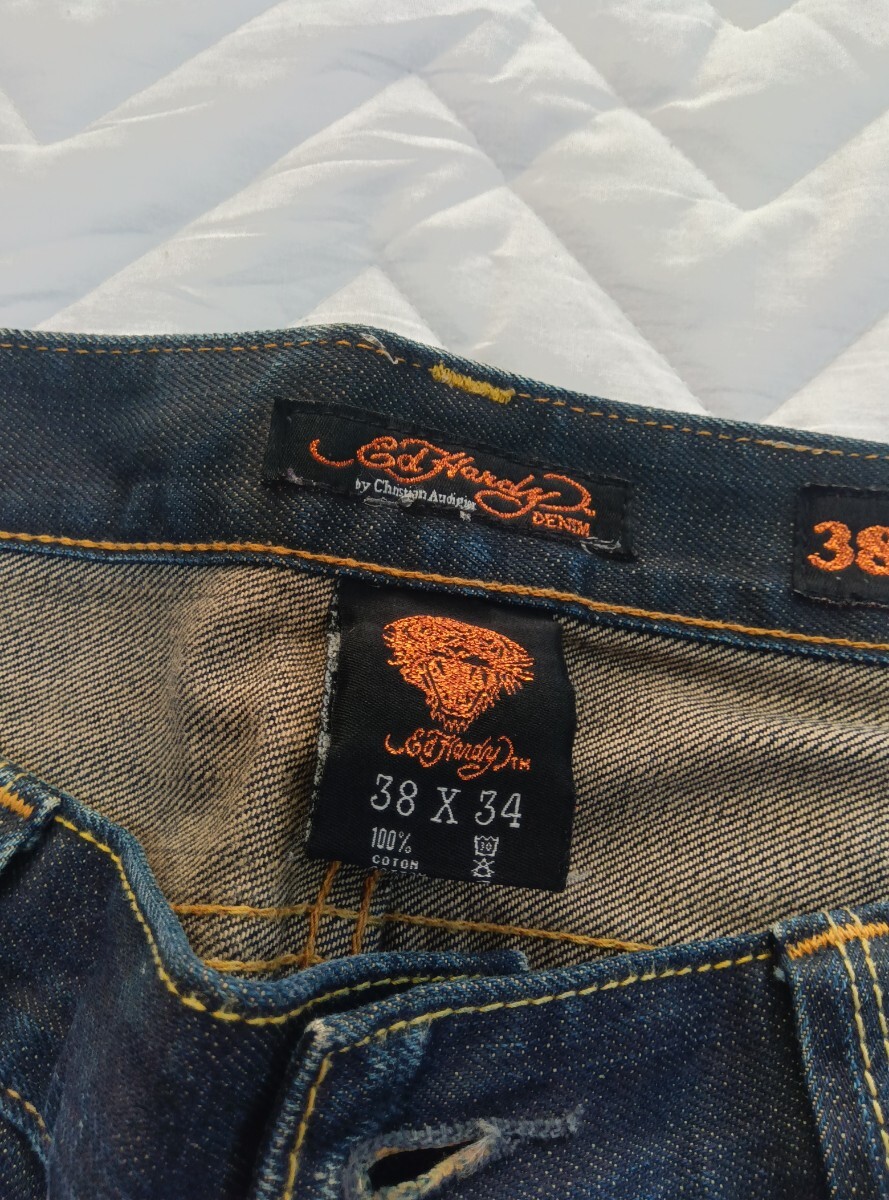 Ed Hardy
by Christian Audigier
DENIM
38
Ed Hardy TM
38 X 34
100%
30
COTON